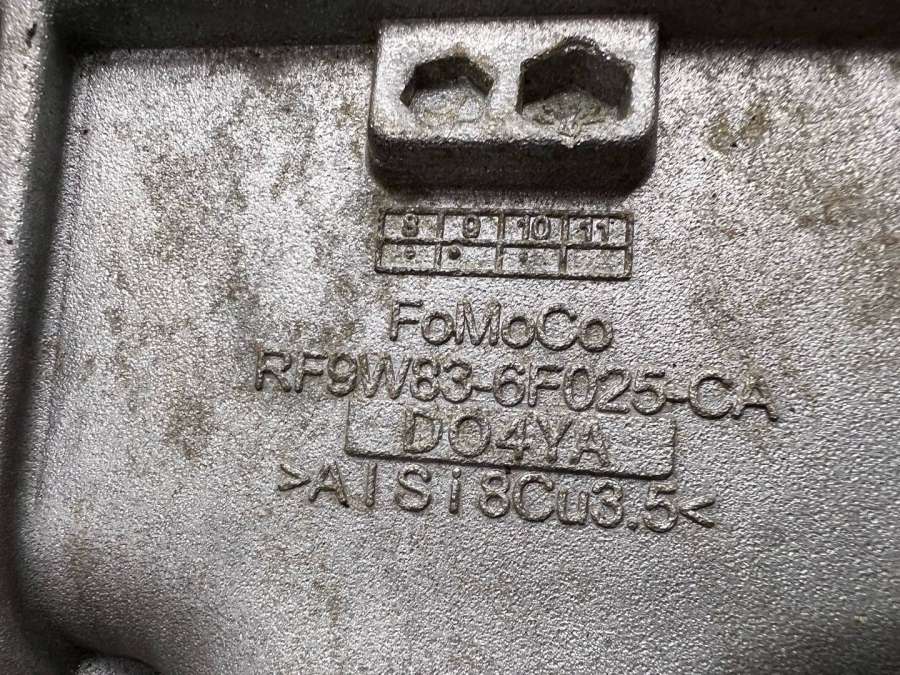 8 9 10 11
FoMoCo
RF9W83-6F025-CA
DO4YA
>AlSi8Cu3.5<